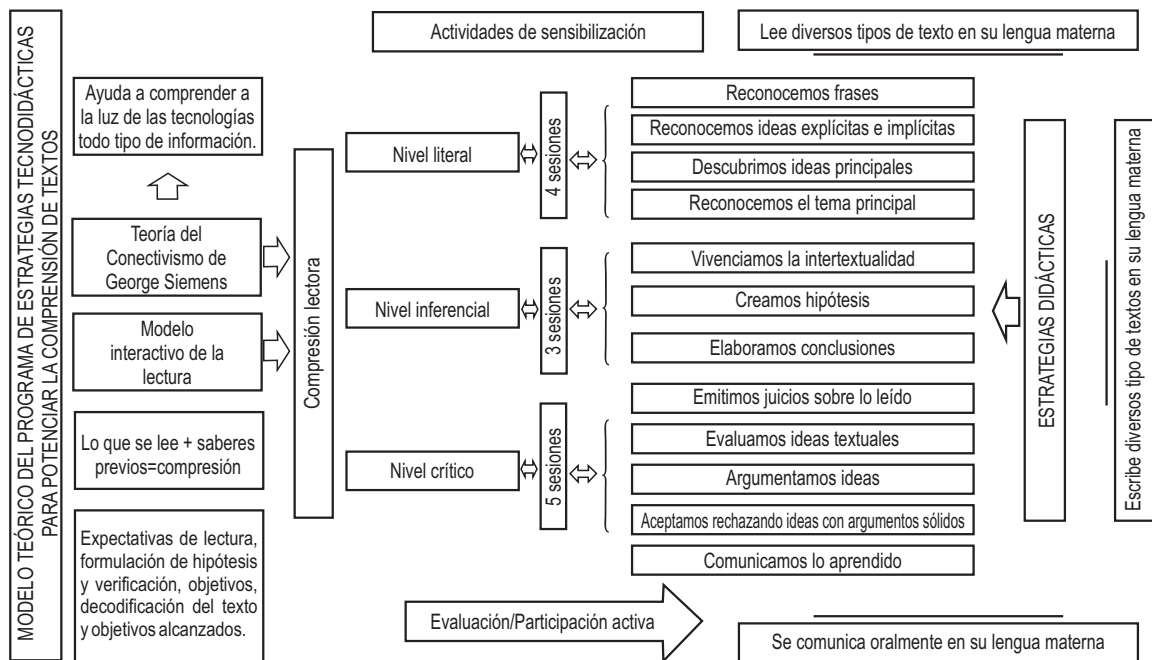 MODELO TEÓRICO DEL PROGRAMA DE ESTRATEGIAS TECNODIDÁCTICAS
PARA POTENCIAR LA COMPRENSIÓN DE TEXTOS
Ayuda a comprender a
la luz de las tecnologías
todo tipo de información.
Teoría del
Conectivismo de
George Siemens
Modelo
interactivo de la
lectura
Lo que se lee + saberes
previos=compresión
Expectativas de lectura,
formulación de hipótesis
y verificación, objetivos,
decodificación del texto
y objetivos alcanzados.
Compresión lectora
Actividades de sensibilización
Nivel literal
4 sesiones
Reconocemos frases
Reconocemos ideas explícitas e implícitas
Descubrimos ideas principales
Reconocemos el tema principal
Nivel inferencial
3 sesiones
Vivenciamos la intertextualidad
Creamos hipótesis
Elaboramos conclusiones
Nivel crítico
5 sesiones
Emitimos juicios sobre lo leído
Evaluamos ideas textuales
Argumentamos ideas
Aceptamos rechazando ideas con argumentos sólidos
Comunicamos lo aprendido
Evaluación/Participación activa
ESTRATEGIAS DIDÁCTICAS
Lee diversos tipos de texto en su lengua materna
Escribe diversos tipo de textos en su lengua materna
Se comunica oralmente en su lengua materna